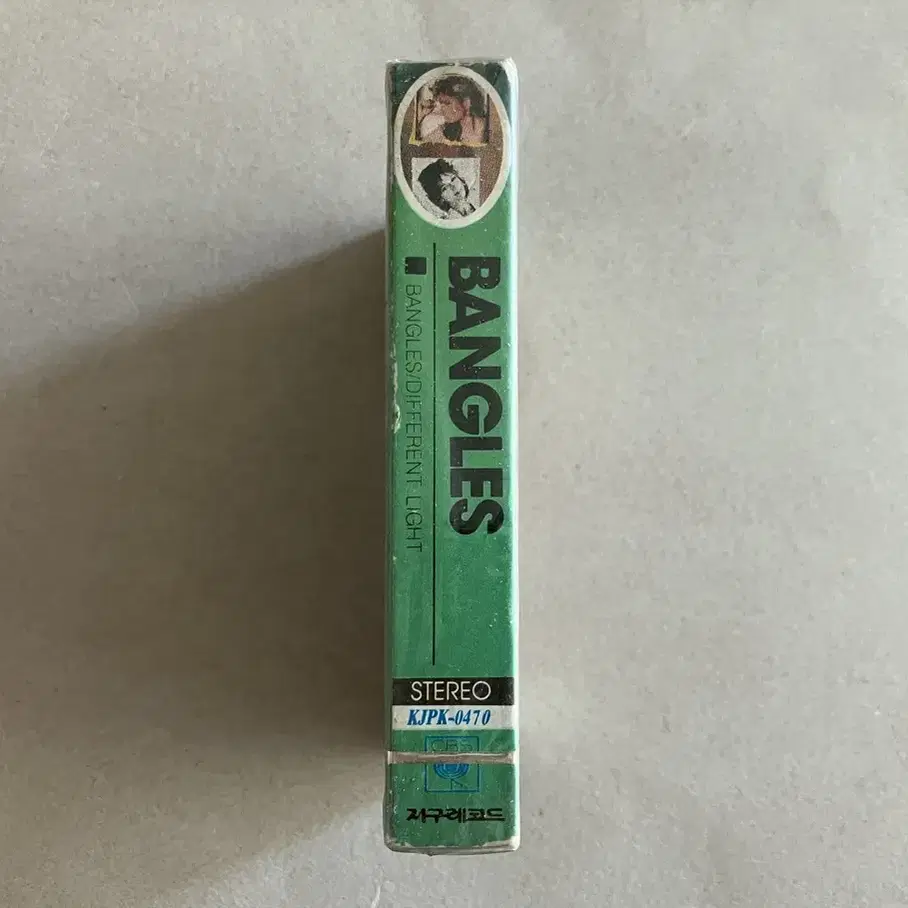 BANGLES
■ BANGLES/DIFFERENT LIGHT
STEREO
KJPK-0470
CBS
지구레코드